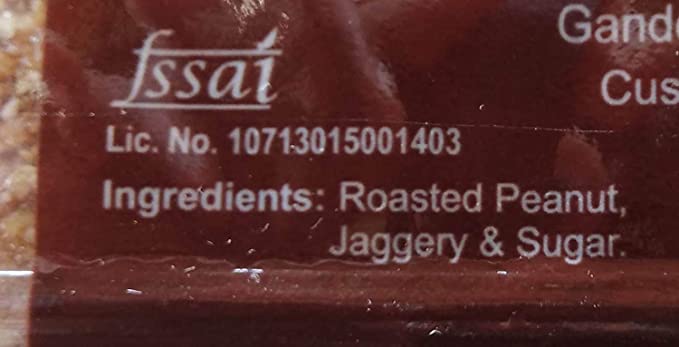 fssai
Lic. No. 10713015001403
Ingredients: Roasted Peanut,
Jaggery & Sugar.